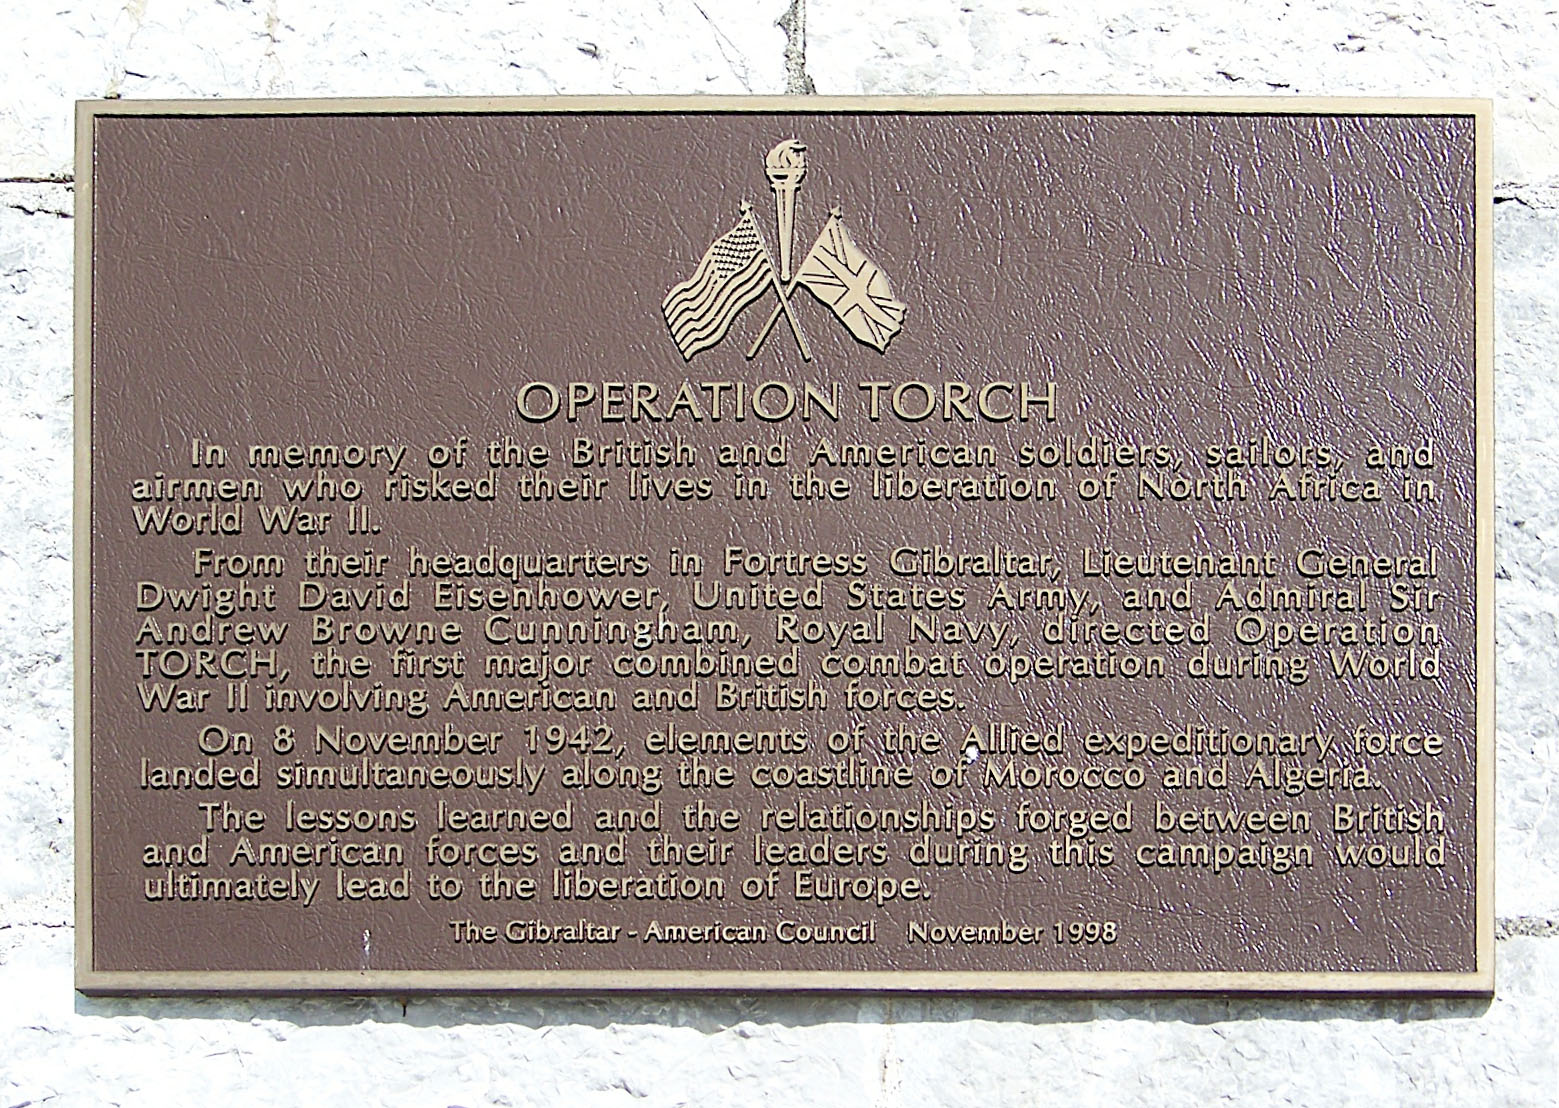 OPERATION TORCH
In memory of the British and American soldiers, sailors, and
airmen who risked their lives in the liberation of North Africa in
World War II.
From their headquarters in Fortress Gibraltar, Lieutenant General
Dwight David Eisenhower, United States Army, and Admiral Sir
Andrew Browne Cunningham, Royal Navy, directed Operation
TORCH, the first major combined combat operation during World
War II involving American and British forces.
On 8 November 1942, elements of the Allied expeditionary force
landed simultaneously along the coastline of Morocco and Algeria.
The lessons learned and the relationships forged between British
and American forces and their leaders during this campaign would
ultimately lead to the liberation of Europe.
The Gibraltar - American Council November 1998